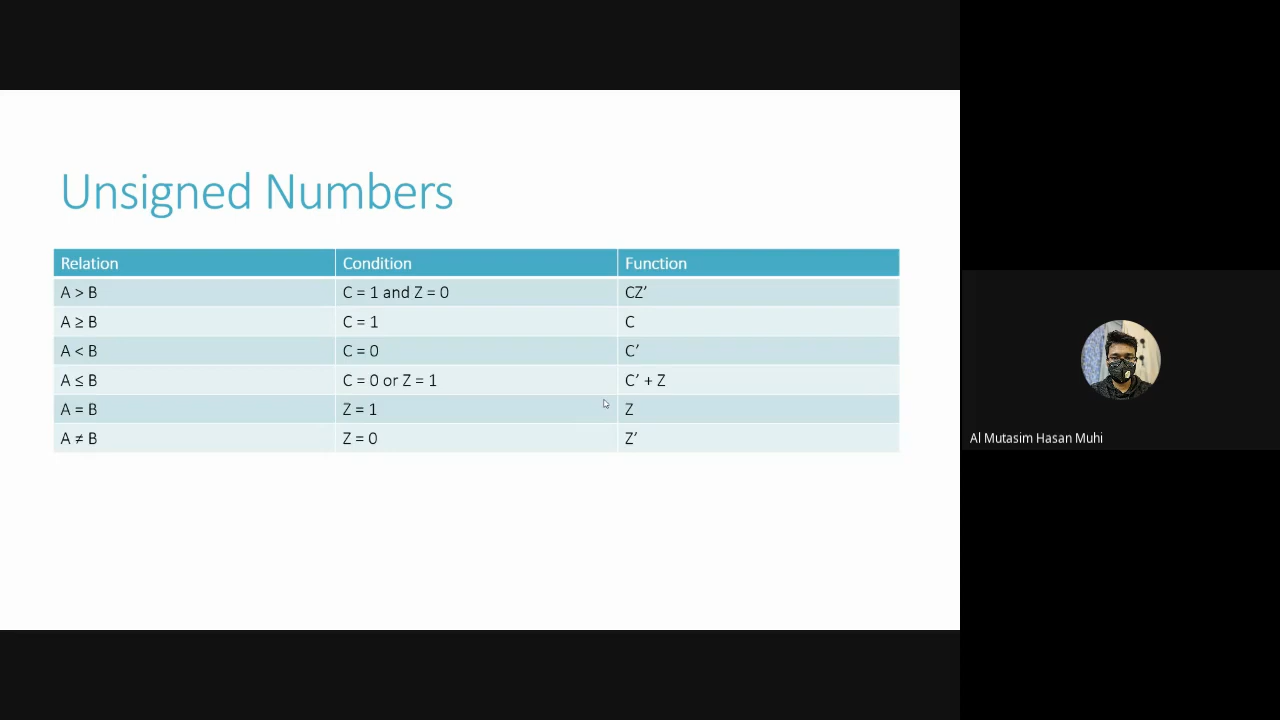 Unsigned Numbers
Relation Condition Function
A > B C = 1 and Z = 0 CZ′
A ≥ B C = 1 C
A < B C = 0 C′
A ≤ B C = 0 or Z = 1 C′ + Z
A = B Z = 1 Z
A ≠ B Z = 0 Z′
Al Mutasim Hasan Muhi